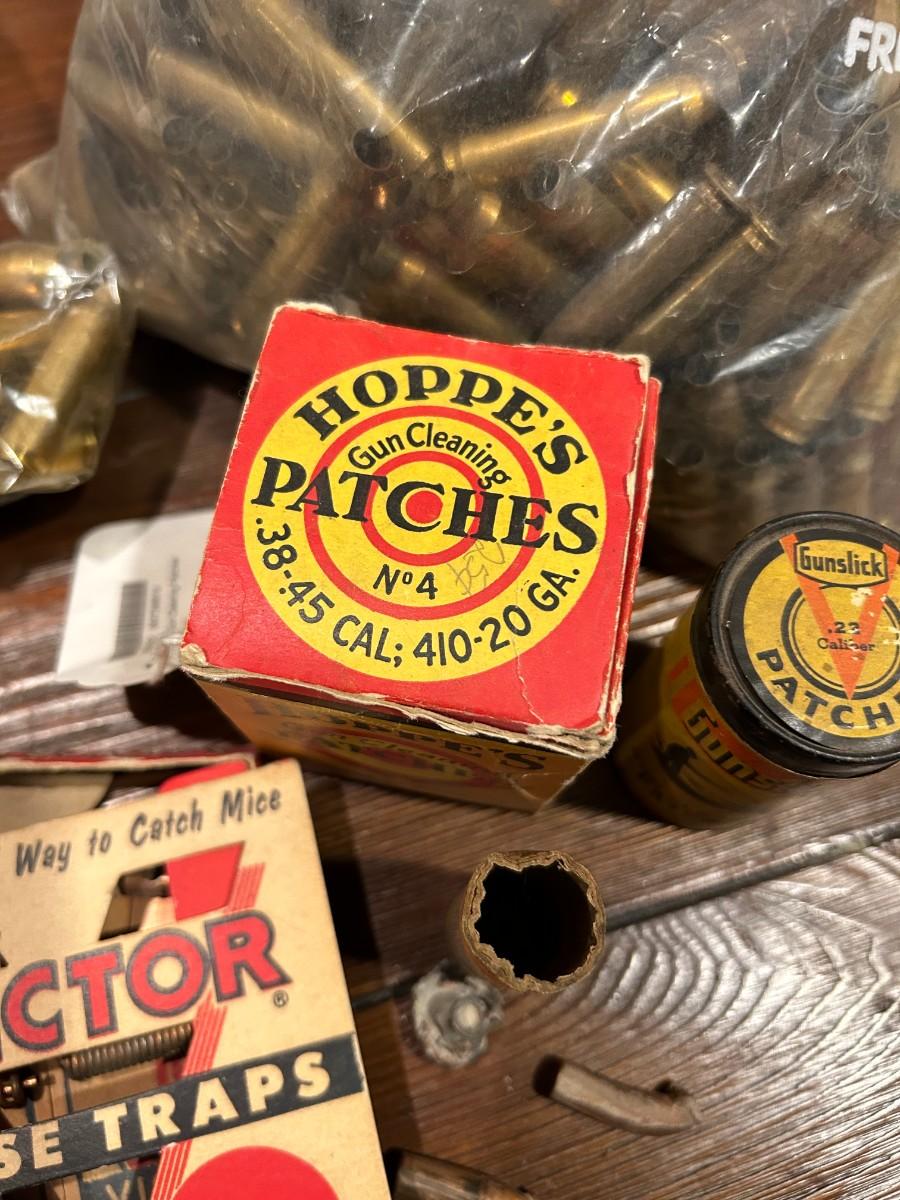 FR
HOPPE'S
Gun Cleaning
PATCHES
Nº4
.38-.45 CAL; 410-20 GA.
HOPPE'S
Gunslick
.22
Caliber
PATCH
Way to Catch Mice
CTOR®
SE TRAPS